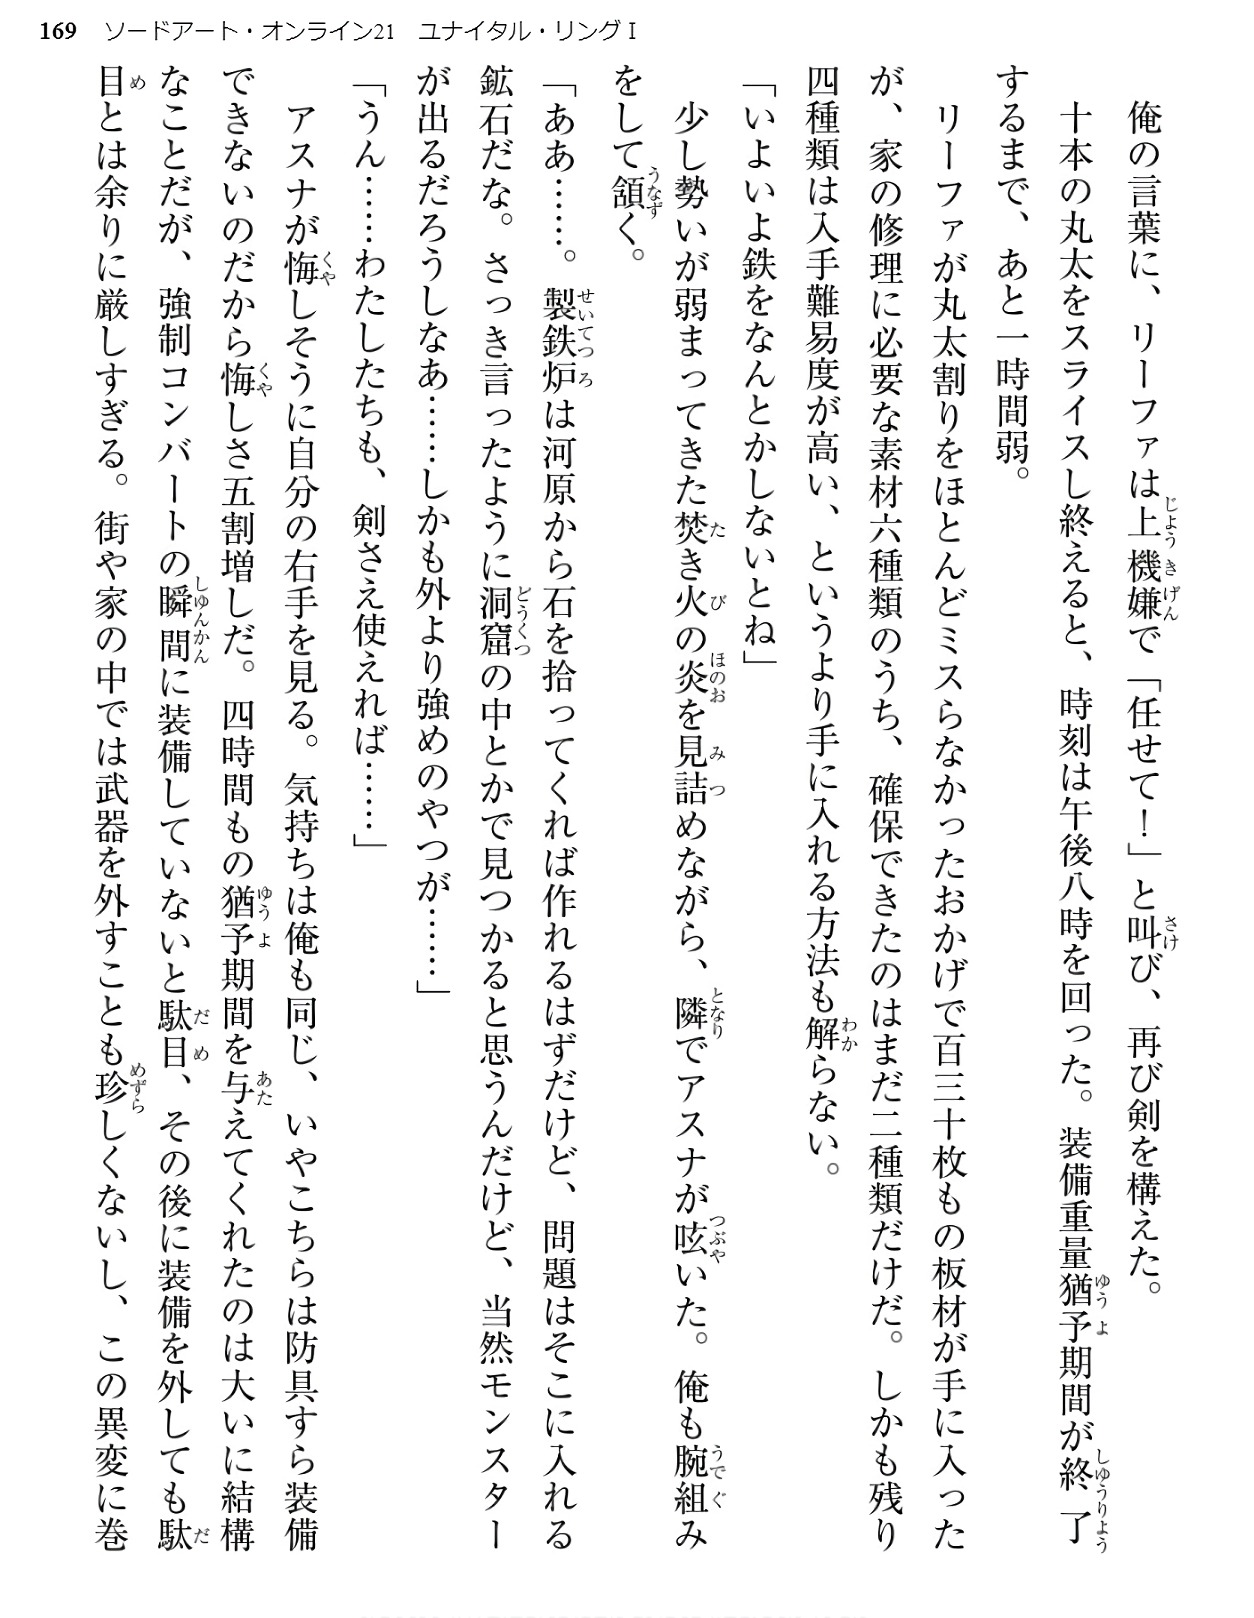 169 ソードアート・オンライン21 ユナイタル・リングⅠ
俺の言葉に、リーファは上機嫌で「任せて！」と叫び、再び剣を構えた。
十本の丸太をスライスし終えると、時刻は午後八時を回った。装備重量猶予期間が終了
するまで、あと一時間弱。
リーファが丸太割りをほとんどミスらなかったおかげで百三十枚もの板材が手に入った
が、家の修理に必要な素材六種類のうち、確保できたのはまだ二種類だけだ。しかも残り
四種類は入手難易度が高い、というより手に入れる方法も解らない。
「いよいよ鉄をなんとかしないとね」
少し勢いが弱まってきた焚き火の炎を見詰めながら、隣でアスナが呟いた。俺も腕組み
をして頷く。
「ああ……。製鉄炉は河原から石を拾ってくれば作れるはずだけど、問題はそこに入れる
鉱石だな。さっき言ったように洞窟の中とかで見つかると思うんだけど、当然モンスター
が出るだろうしなあ……しかも外より強めのやつが……」
「うん……わたしたちも、剣さえ使えれば……」
アスナが悔しそうに自分の右手を見る。気持ちは俺も同じ、いやこちらは防具すら装備
できないのだから悔しさ五割増しだ。四時間もの猶予期間を与えてくれたのは大いに結構
なことだが、強制コンバートの瞬間に装備していないと駄目、その後に装備を外しても駄
目とは余りに厳しすぎる。街や家の中では武器を外すことも珍しくないし、この異変に巻